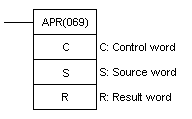 APR(069)
C C: Control word
S S: Source word
R R: Result word